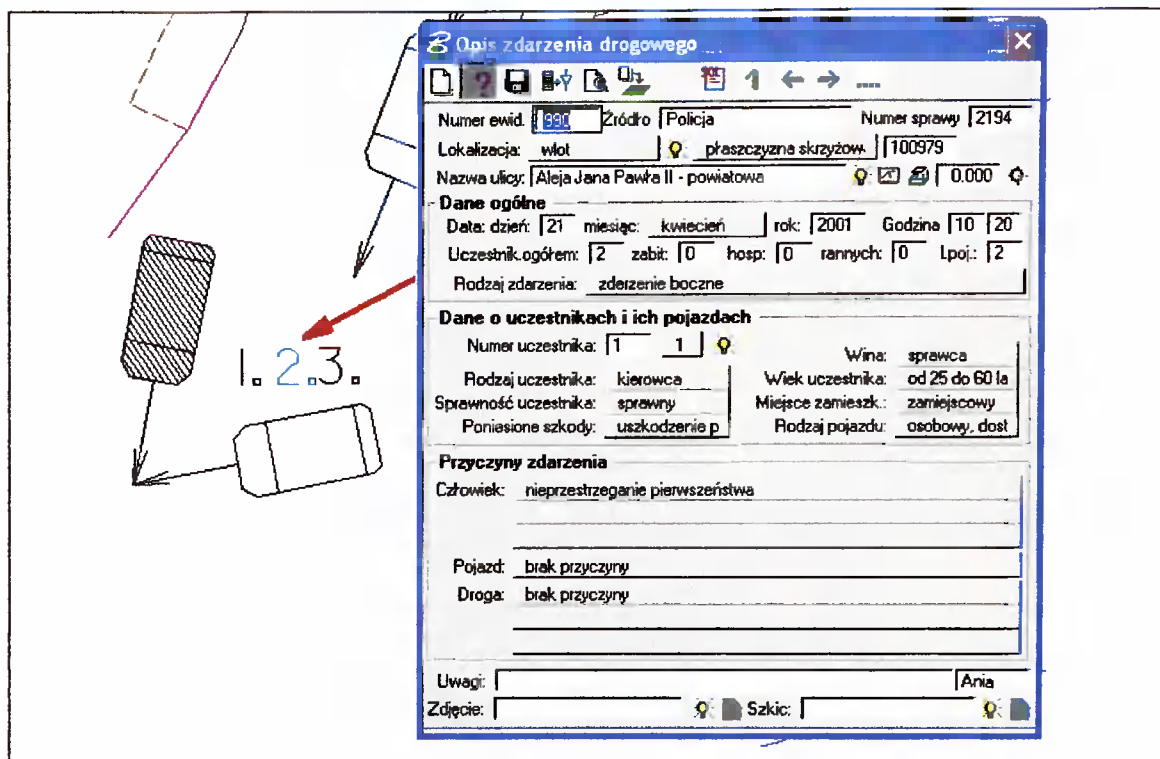 Opis zdarzenia drogowego ...
Numer ewid. 990 Źródło Policja Numer sprawy 2194
Lokalizacja: wlot płaszczyzna skrzyżow. 100979
Nazwa ulicy: Aleja Jana Pawła II - powiatowa 0.000
Dane ogólne
Data: dzień: 21 miesiąc: kwiecień rok: 2001 Godzina 10 20
Uczestnik.ogółem: 2 zabit: 0 hosp: 0 rannych: 0 Lpoj.: 2
Rodzaj zdarzenia: zderzenie boczne
Dane o uczestnikach i ich pojazdach
Numer uczestnika: 1 1
Wina: sprawca
Rodzaj uczestnika: kierowca Wiek uczestnika: od 25 do 60 la
Sprawność uczestnika: sprawny Miejsce zamieszk.: zamiejscowy
Poniesione szkody: uszkodzenie p Rodzaj pojazdu: osobowy, dost
Przyczyny zdarzenia
Człowiek: nieprzestrzeganie pierwszeństwa
Pojazd: brak przyczyny
Droga: brak przyczyny
Uwagi: Ania
Zdjęcie: Szkic:
1. 2. 3.